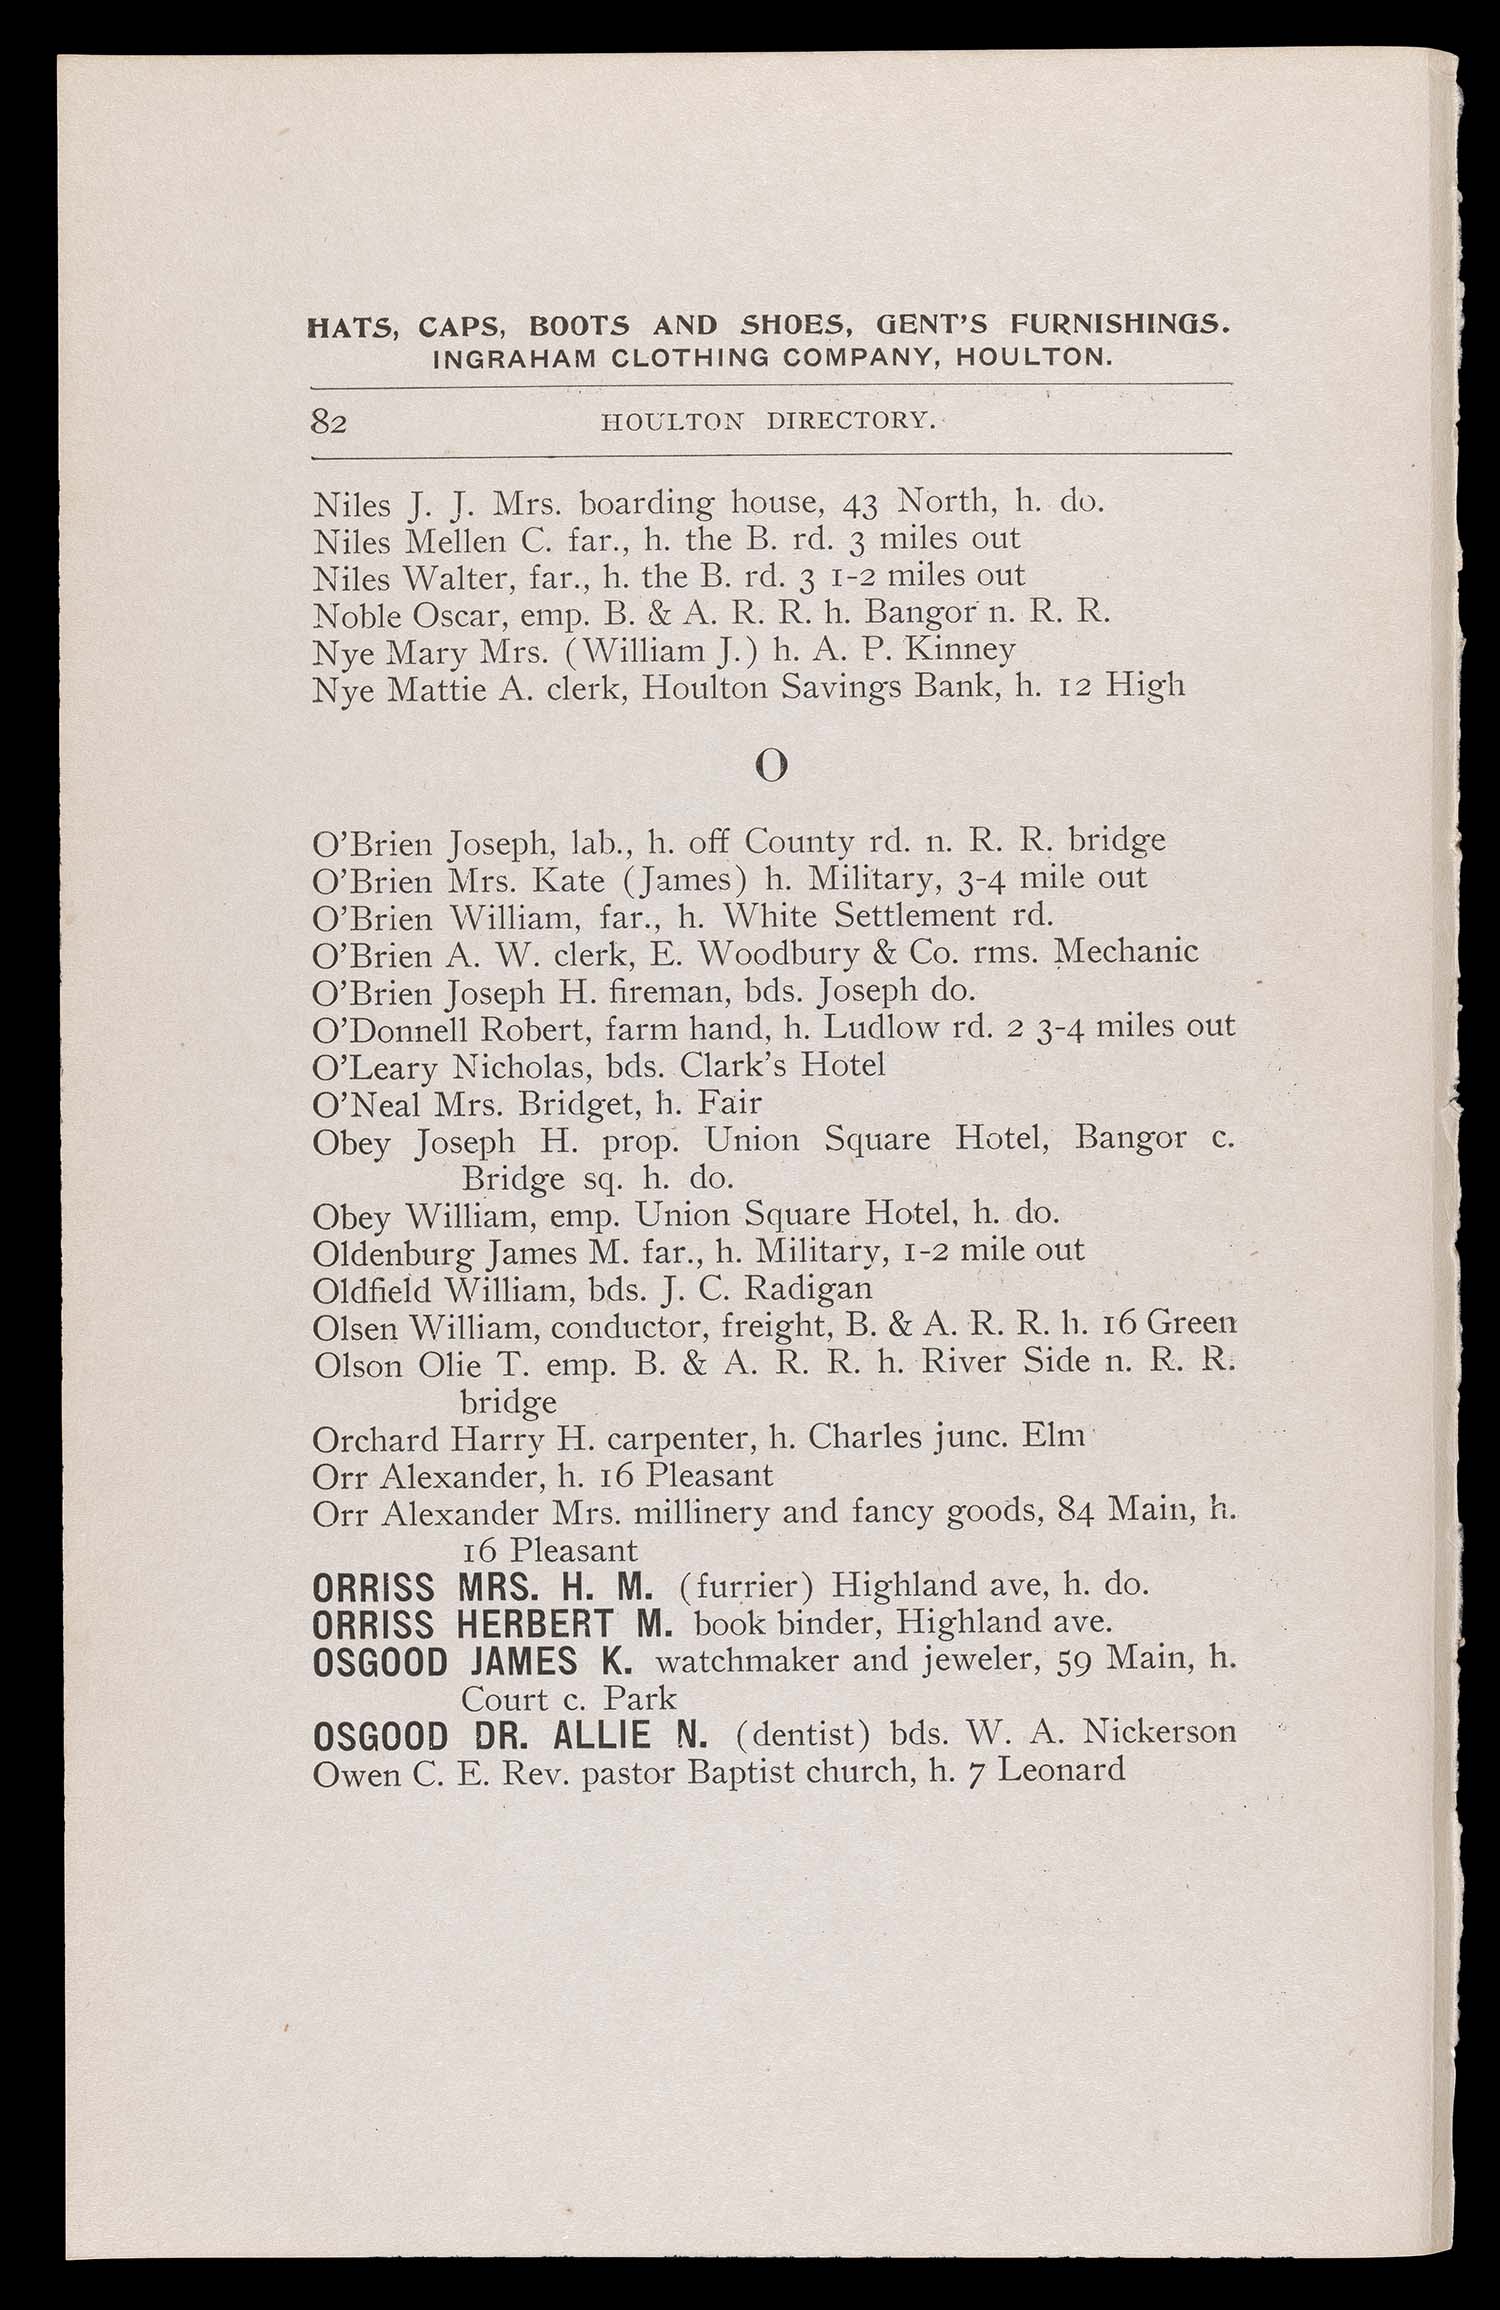 HATS, CAPS, BOOTS AND SHOES, GENT'S FURNISHINGS.
INGRAHAM CLOTHING COMPANY, HOULTON.
82 HOULTON DIRECTORY.
Niles J. J. Mrs. boarding house, 43 North, h. do.
Niles Mellen C. far., h. the B. rd. 3 miles out
Niles Walter, far., h. the B. rd. 3 1-2 miles out
Noble Oscar, emp. B. & A. R. R. h. Bangor n. R. R.
Nye Mary Mrs. (William J.) h. A. P. Kinney
Nye Mattie A. clerk, Houlton Savings Bank, h. 12 High
O
O'Brien Joseph, lab., h. off County rd. n. R. R. bridge
O'Brien Mrs. Kate (James) h. Military, 3-4 mile out
O'Brien William, far., h. White Settlement rd.
O'Brien A. W. clerk, E. Woodbury & Co. rms. Mechanic
O'Brien Joseph H. fireman, bds. Joseph do.
O'Donnell Robert, farm hand, h. Ludlow rd. 2 3-4 miles out
O'Leary Nicholas, bds. Clark's Hotel
O'Neal Mrs. Bridget, h. Fair
Obey Joseph H. prop. Union Square Hotel, Bangor c.
Bridge sq. h. do.
Obey William, emp. Union Square Hotel, h. do.
Oldenburg James M. far., h. Military, 1-2 mile out
Oldfield William, bds. J. C. Radigan
Olsen William, conductor, freight, B. & A. R. R. h. 16 Green
Olson Olie T. emp. B. & A. R. R. h. River Side n. R. R.
bridge
Orchard Harry H. carpenter, h. Charles junc. Elm
Orr Alexander, h. 16 Pleasant
Orr Alexander Mrs. millinery and fancy goods, 84 Main, h.
16 Pleasant
ORRISS MRS. H. M. (furrier) Highland ave, h. do.
ORRISS HERBERT M. book binder, Highland ave.
OSGOOD JAMES K. watchmaker and jeweler, 59 Main, h.
Court c. Park
OSGOOD DR. ALLIE N. (dentist) bds. W. A. Nickerson
Owen C. E. Rev. pastor Baptist church, h. 7 Leonard